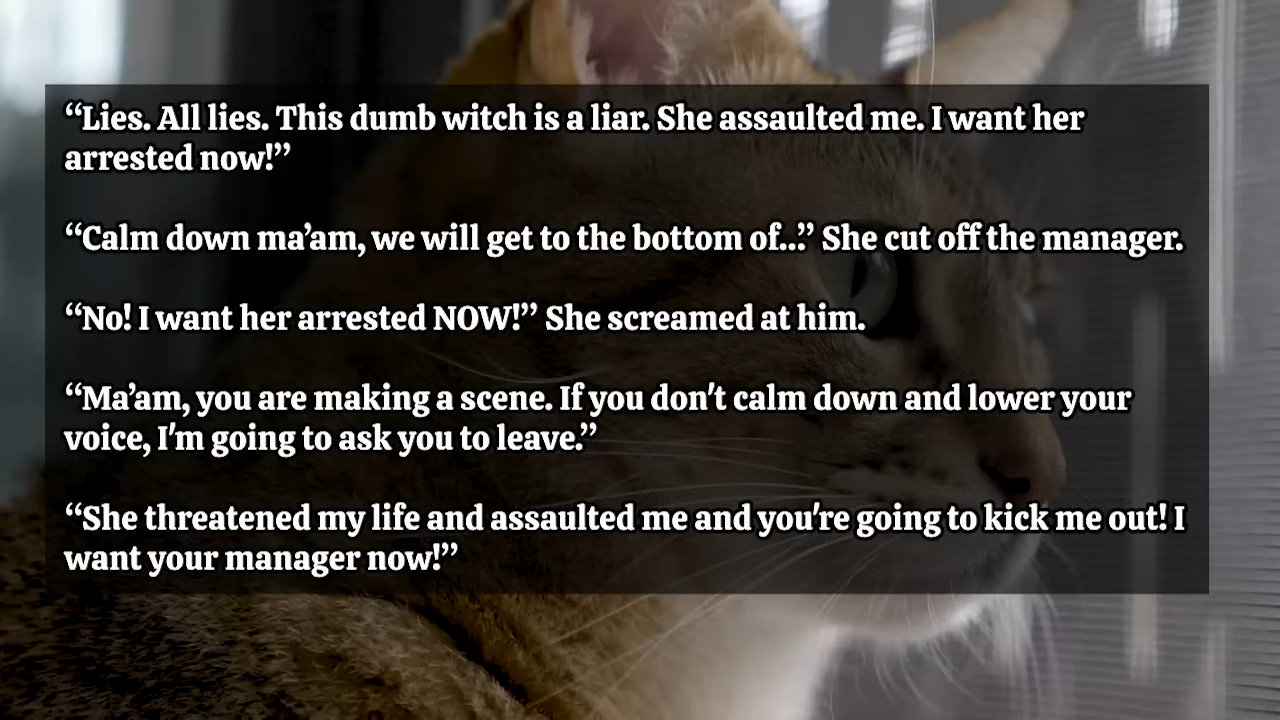 “Lies. All lies. This dumb witch is a liar. She assaulted me. I want her
arrested now!”
“Calm down ma’am, we will get to the bottom of...” She cut off the manager.
“No! I want her arrested NOW!” She screamed at him.
“Ma’am, you are making a scene. If you don't calm down and lower your
voice, I'm going to ask you to leave.”
“She threatened my life and assaulted me and you're going to kick me out! I
want your manager now!”